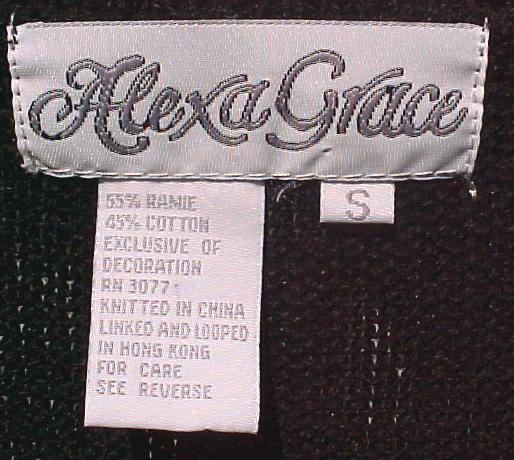 Alexa Grace
S
55% RAMIE
45% COTTON
EXCLUSIVE OF
DECORATION
RN 3077
KNITTED IN CHINA
LINKED AND LOOPED
IN HONG KONG
FOR CARE
SEE REVERSE